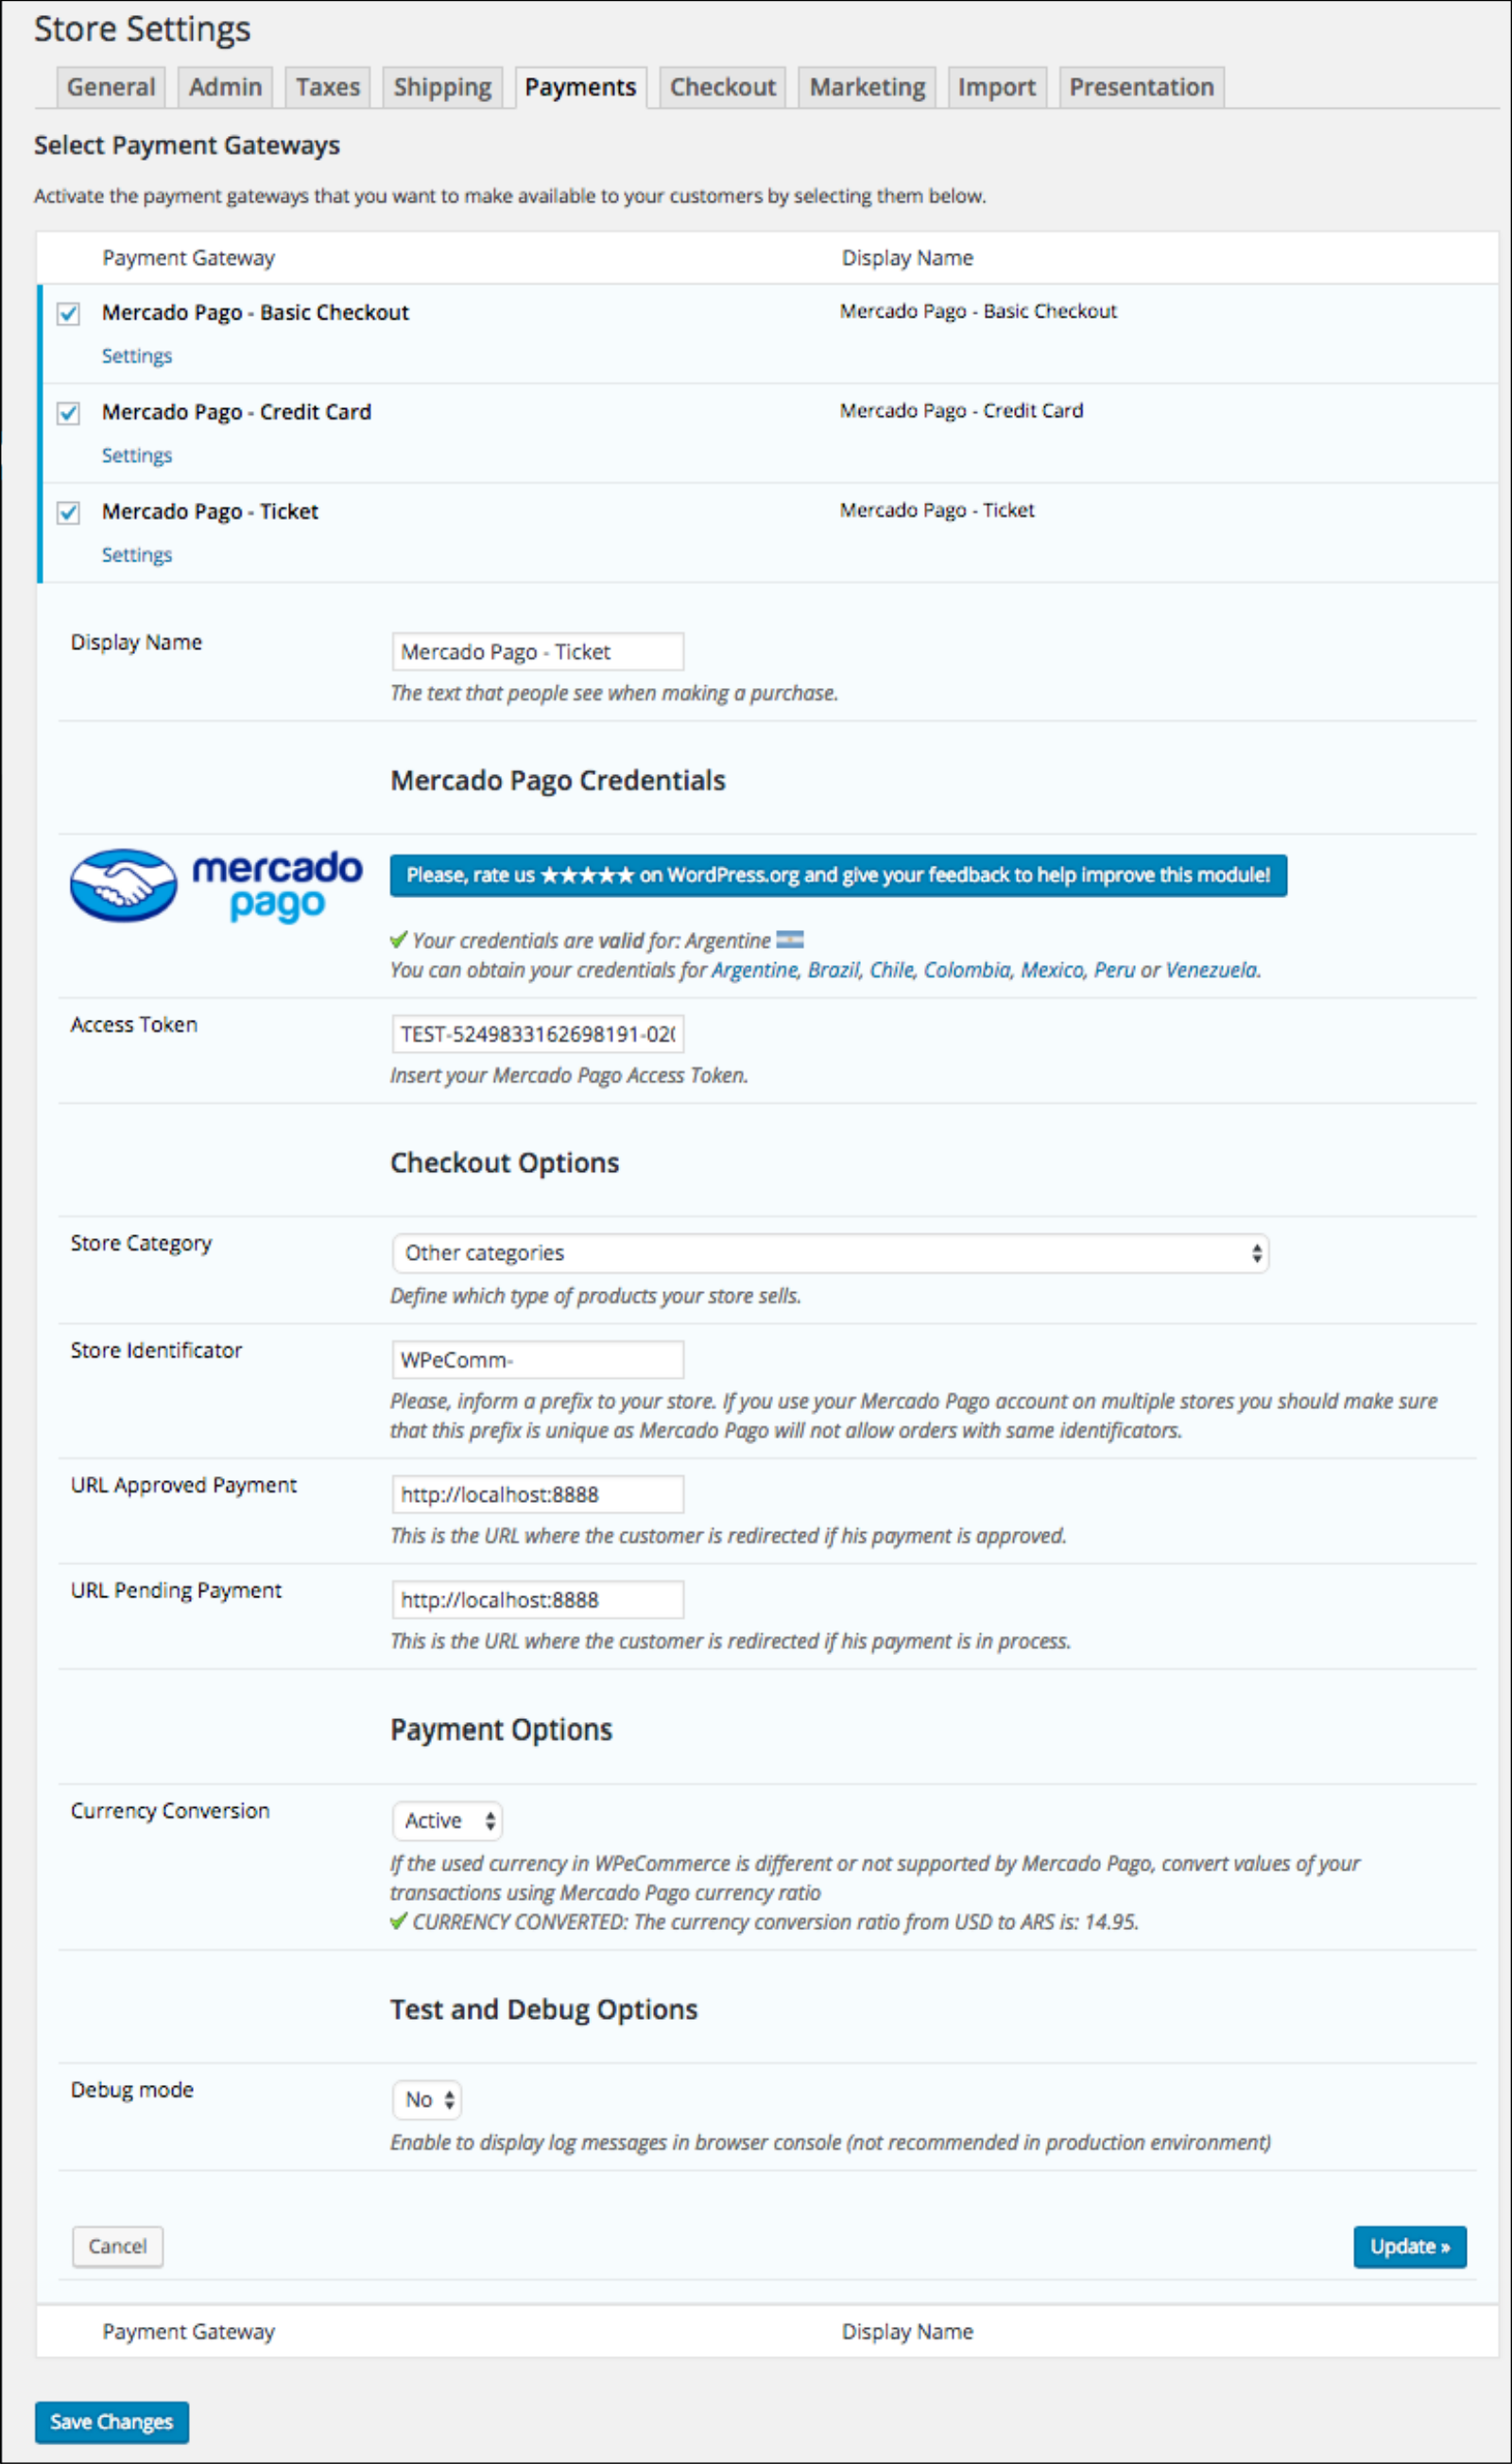 Store Settings
General Admin Taxes Shipping Payments Checkout Marketing Import Presentation
Select Payment Gateways
Activate the payment gateways that you want to make available to your customers by selecting them below.
Payment Gateway Display Name
Mercado Pago - Basic Checkout Mercado Pago - Basic Checkout
Settings
Mercado Pago - Credit Card Mercado Pago - Credit Card
Settings
Mercado Pago - Ticket Mercado Pago - Ticket
Settings
Display Name Mercado Pago - Ticket
The text that people see when making a purchase.
Mercado Pago Credentials
mercado
pago
Please, rate us ★★★★★ on WordPress.org and give your feedback to help improve this module!
Your credentials are valid for: Argentine
You can obtain your credentials for Argentine, Brazil, Chile, Colombia, Mexico, Peru or Venezuela.
Access Token TEST-5249833162698191-02
Insert your Mercado Pago Access Token.
Checkout Options
Store Category Other categories
Define which type of products your store sells.
Store Identificator WPeComm-
Please, inform a prefix to your store. If you use your Mercado Pago account on multiple stores you should make sure
that this prefix is unique as Mercado Pago will not allow orders with same identificators.
URL Approved Payment http://localhost:8888
This is the URL where the customer is redirected if his payment is approved.
URL Pending Payment http://localhost:8888
This is the URL where the customer is redirected if his payment is in process.
Payment Options
Currency Conversion Active
If the used currency in WPeCommerce is different or not supported by Mercado Pago, convert values of your
transactions using Mercado Pago currency ratio
CURRENCY CONVERTED: The currency conversion ratio from USD to ARS is: 14.95.
Test and Debug Options
Debug mode No
Enable to display log messages in browser console (not recommended in production environment)
Cancel Update »
Payment Gateway Display Name
Save Changes